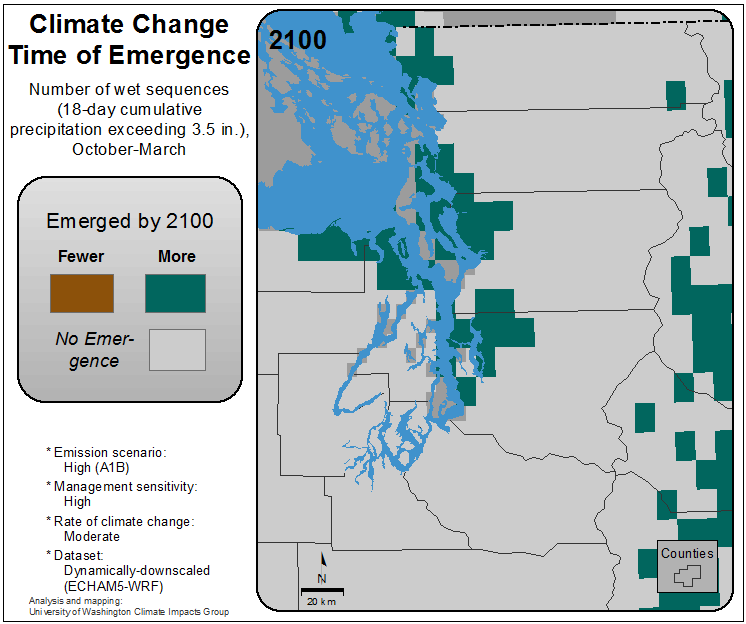 Climate Change
Time of Emergence
Number of wet sequences
(18-day cumulative
precipitation exceeding 3.5 in.),
October-March
Emerged by 2100
Fewer
More
No Emer-
gence
* Emission scenario:
High (A1B)
* Management sensitivity:
High
* Rate of climate change:
Moderate
* Dataset:
Dynamically-downscaled
(ECHAM5-WRF)
Analysis and mapping:
University of Washington Climate Impacts Group
2100
N
20 km
Counties